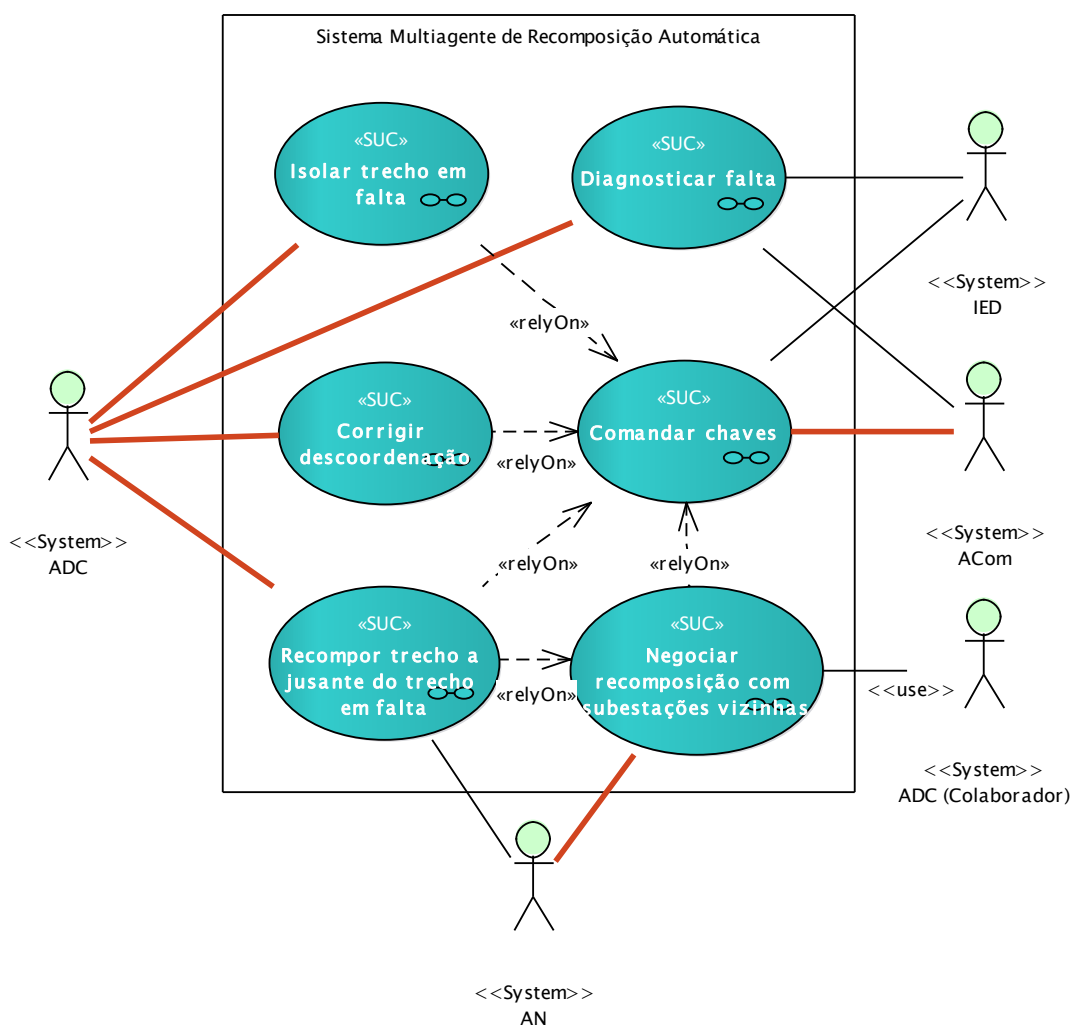 Sistema Multiagente de Recomposição Automática
«SUC»
Isolar trecho em
falta
«SUC»
Diagnosticar falta
<<System>>
IED
«relyOn»
«SUC»
Corrigir
descoordenação
«relyOn»
«SUC»
Comandar chaves
<<System>>
ADC
<<System>>
ACom
«relyOn»
«relyOn»
«SUC»
Recompor trecho a
jusante do trecho
em falta
«relyOn»
«SUC»
Negociar
recomposição com
subestações vizinhas
<<use>>
<<System>>
ADC (Colaborador)
<<System>>
AN